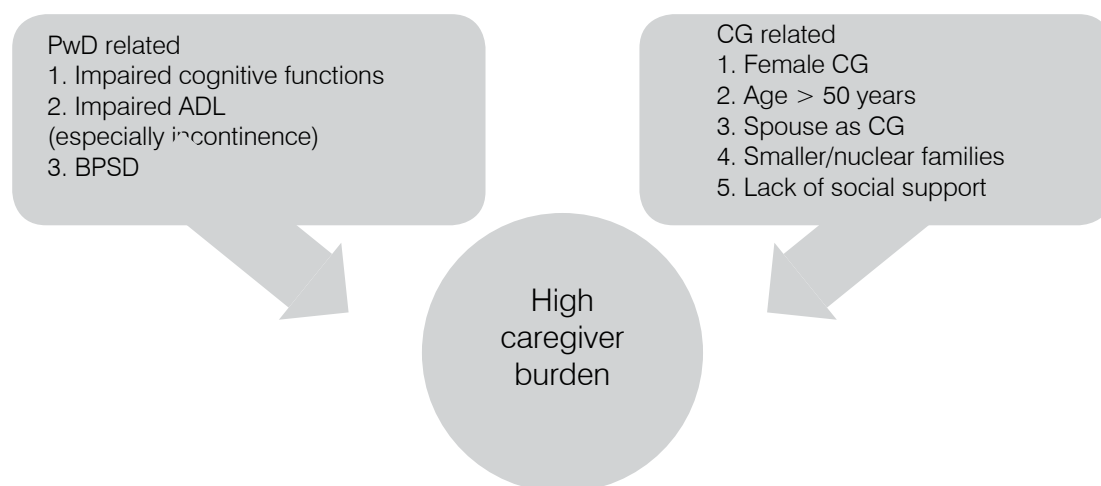 PwD related
1. Impaired cognitive functions
2. Impaired ADL
(especially incontinence)
3. BPSD
CG related
1. Female CG
2. Age > 50 years
3. Spouse as CG
4. Smaller/nuclear families
5. Lack of social support
High
caregiver
burden